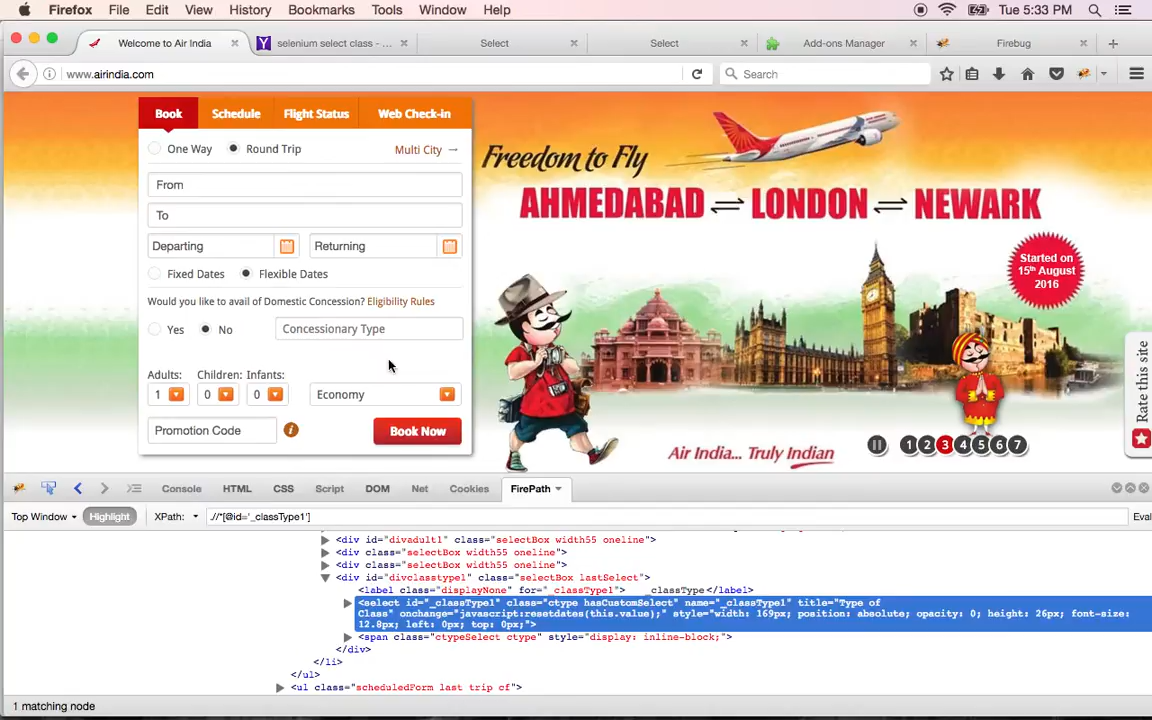 Firefox File Edit View History Bookmarks Tools Window Help Tue 5:33 PM
Welcome to Air India × selenium select class - ... × Select × Select × Add-ons Manager × Firebug × +
www.airindia.com Search
Book Schedule Flight Status Web Check-in
One Way Round Trip Multi City →
From
To
Departing Returning
Fixed Dates Flexible Dates
Would you like to avail of Domestic Concession? Eligibility Rules
Yes No Concessionary Type
Adults: Children: Infants:
1 0 0 Economy
Promotion Code i Book Now
Freedom to Fly
AHMEDABAD ⇌ LONDON ⇌ NEWARK
Started on
15th August
2016
Rate this site
Air India... Truly Indian
1 2 3 4 5 6 7
Console HTML CSS Script DOM Net Cookies FirePath
Top Window Highlight XPath: .//*[@id='_classType1'] Eval
<div id="divadult1" class="selectBox width55 oneline">
<div class="selectBox width55 oneline">
<div class="selectBox width55 oneline">
<div id="divclasstype1" class="selectBox lastSelect">
<label class="displayNone" for="_classType1"> _classType</label>
<select id="_classType1" class="ctype hasCustomSelect" name="_classType1" title="Type of
Class" onchange="javascript:resetdates(this.value);" style="width: 169px; position: absolute; opacity: 0; height: 26px; font-size:
12.8px; left: 0px; top: 0px;">
<span class="ctypeSelect ctype" style="display: inline-block;">
</div>
</li>
</ul>
<ul class="scheduledForm last trip cf">
1 matching node